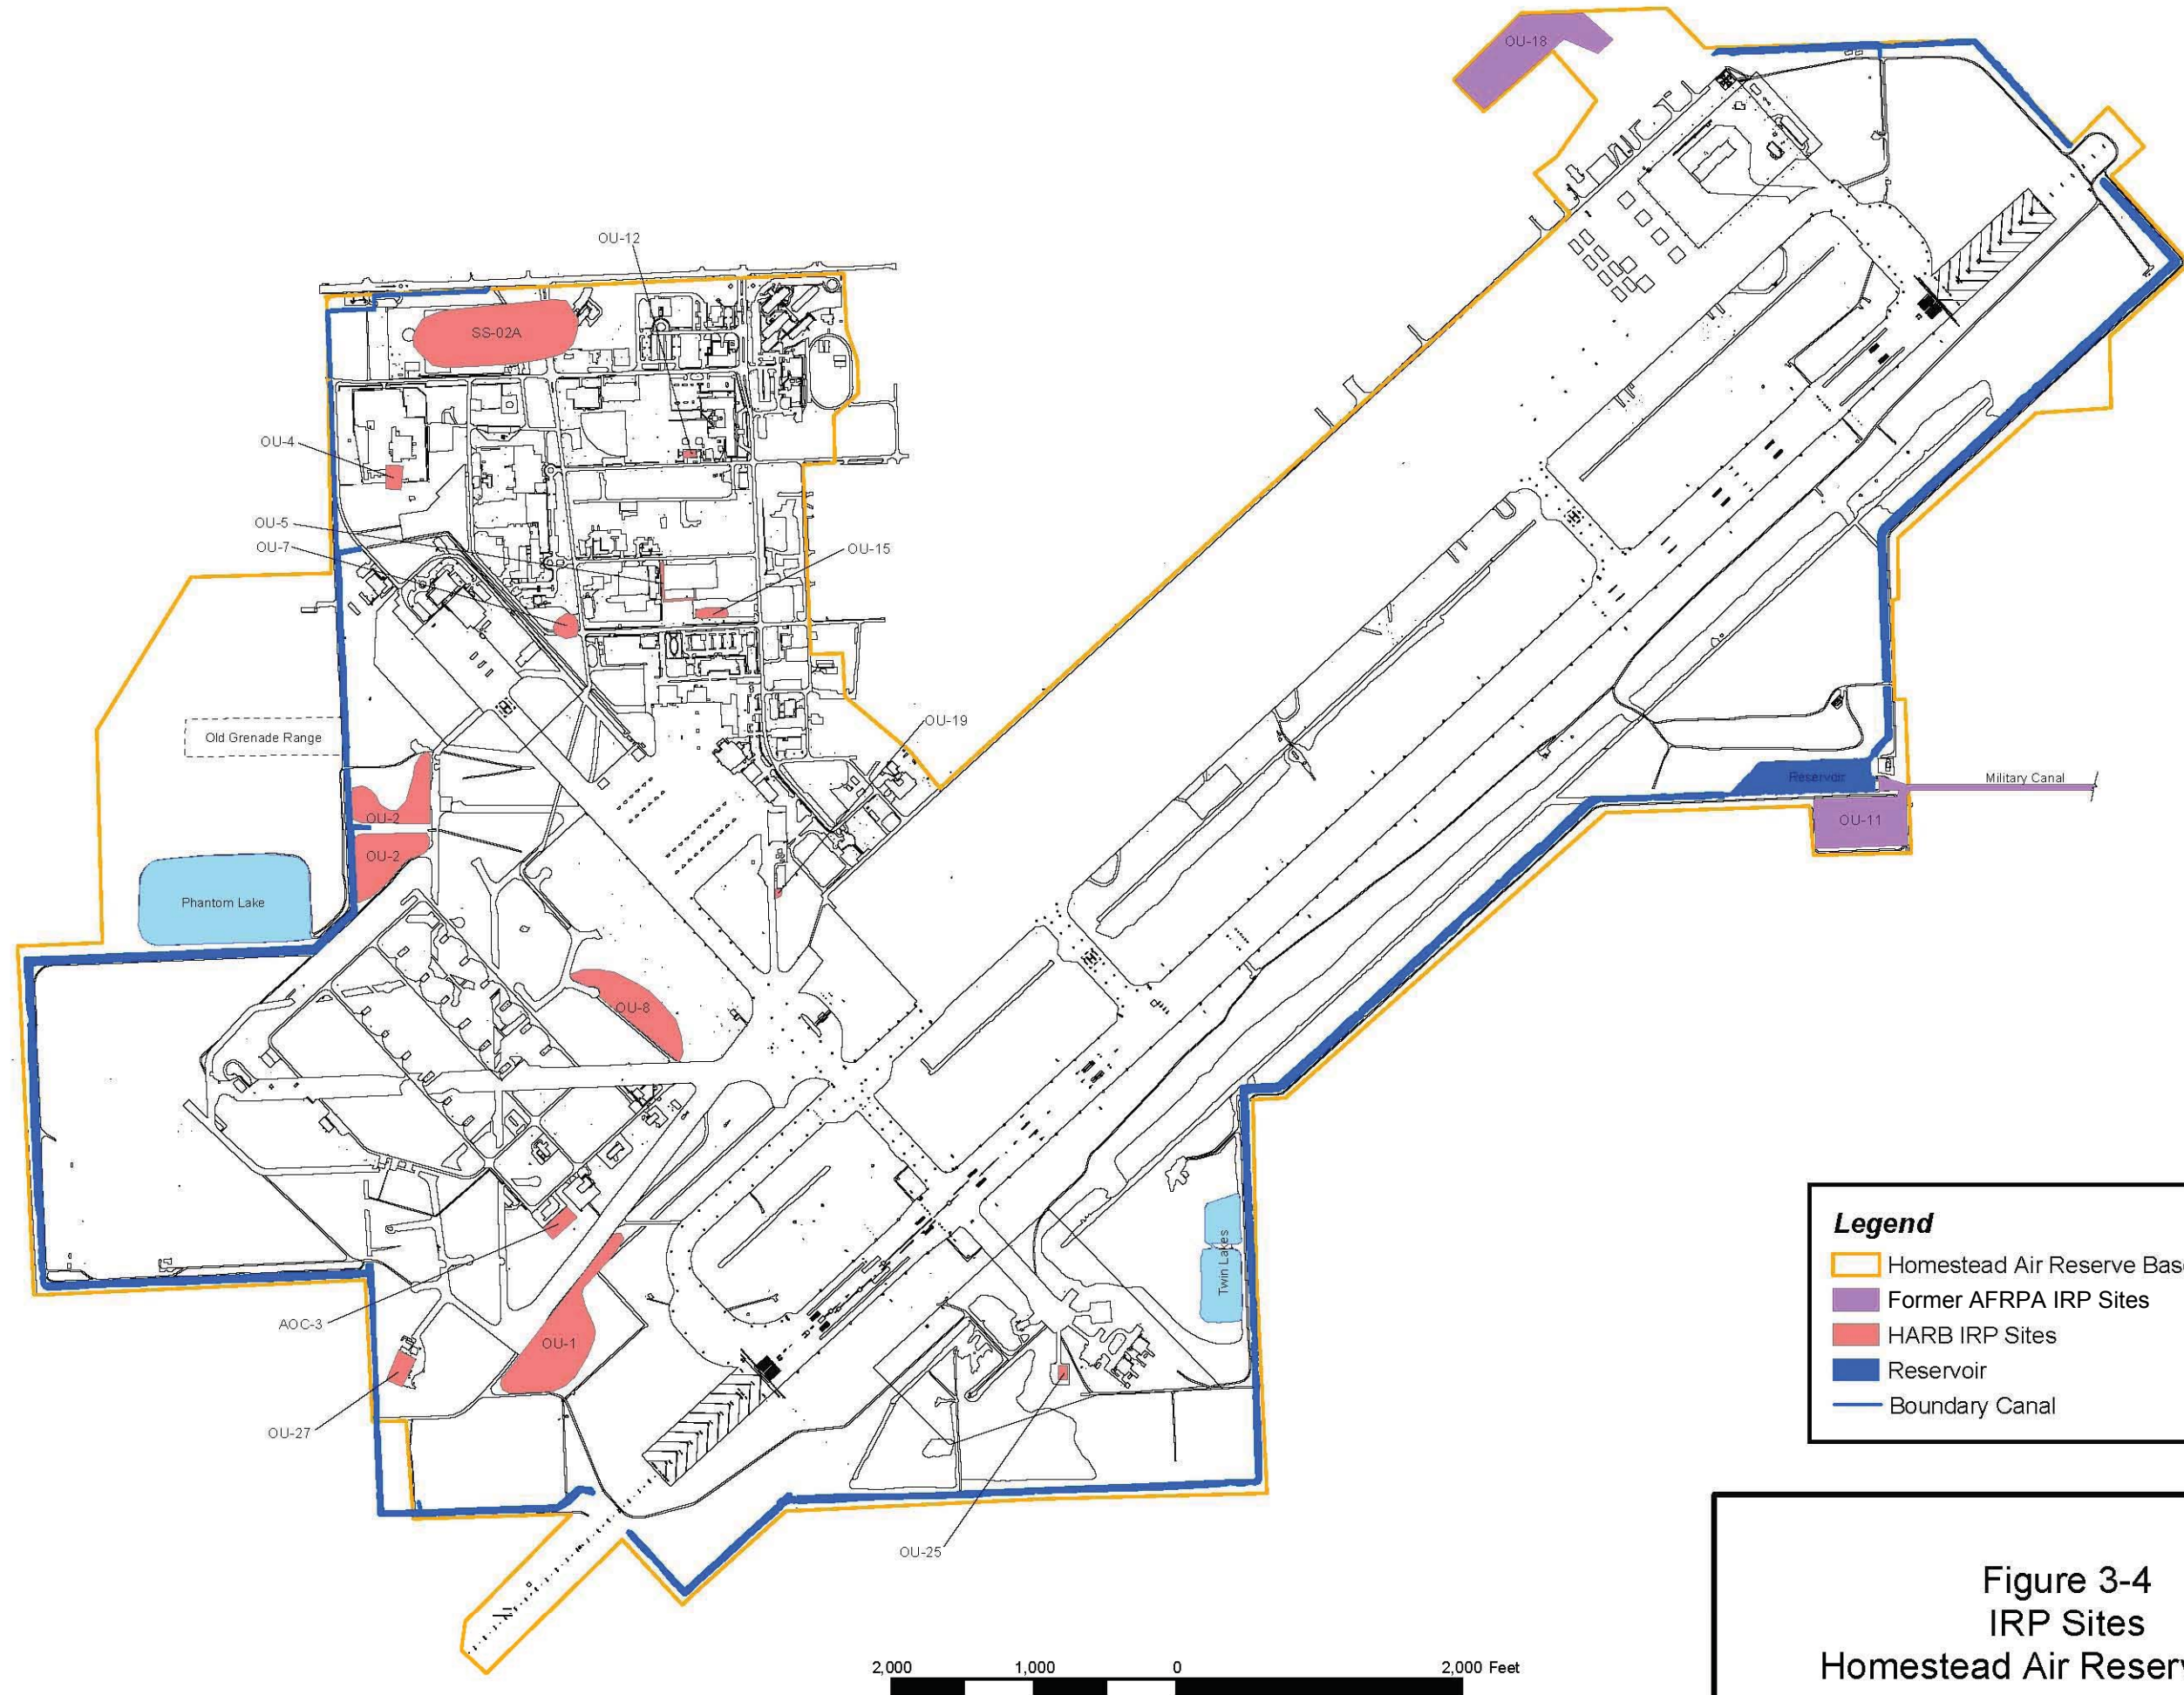 OU-18
OU-12
SS-02A
OU-4
OU-5
OU-7
OU-15
OU-19
Old Grenade Range
Reservoir
Military Canal
OU-2
OU-11
OU-2
Phantom Lake
OU-8
Twin Lakes
AOC-3
OU-1
OU-27
OU-25
Legend
Homestead Air Reserve Bas
Former AFRPA IRP Sites
HARB IRP Sites
Reservoir
Boundary Canal
Figure 3-4
IRP Sites
Homestead Air Reserv
2,000 1,000 0 2,000 Feet